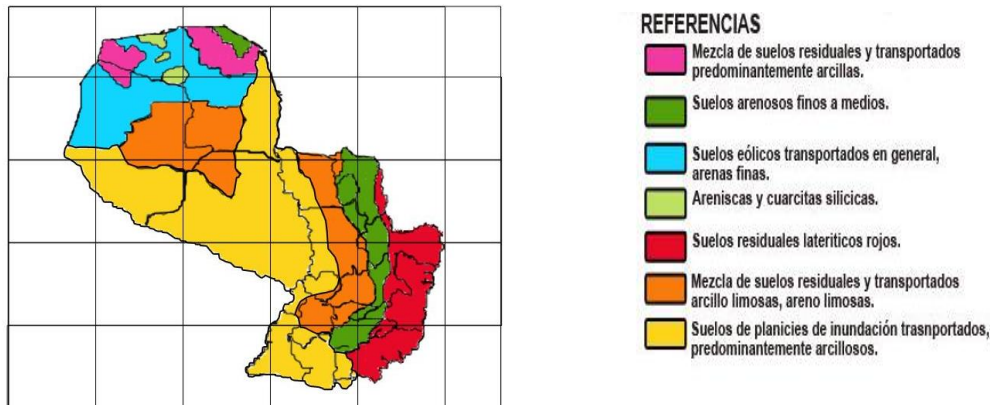 REFERENCIAS
Mezcla de suelos residuales y transportados
predominantemente arcillas.
Suelos arenosos finos a medios.
Suelos eólicos transportados en general,
arenas finas.
Areniscas y cuarcitas silicicas.
Suelos residuales lateriticos rojos.
Mezcla de suelos residuales y transportados
arcillo limosas, areno limosas.
Suelos de planicies de inundación trasnportados,
predominantemente arcillosos.